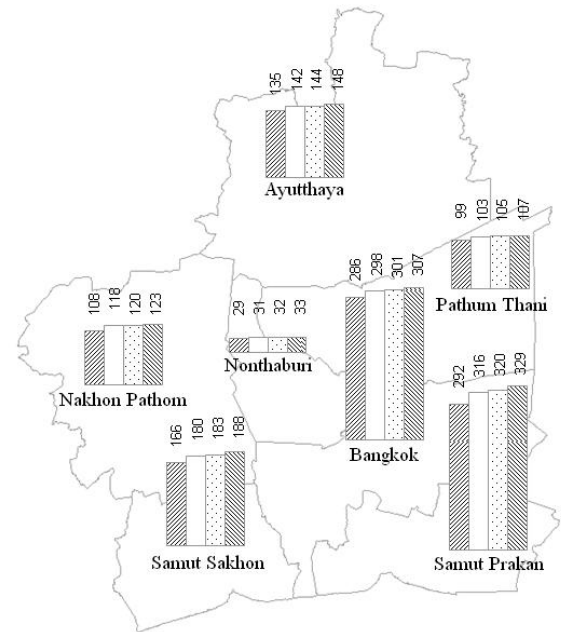 135 142 144 148
Ayutthaya
99 103 105 107
Pathum Thani
286 298 301 307
Bangkok
29 31 32 33
Nonthaburi
108 118 120 123
Nakhon Pathom
292 316 320 329
Samut Prakan
166 180 183 188
Samut Sakhon